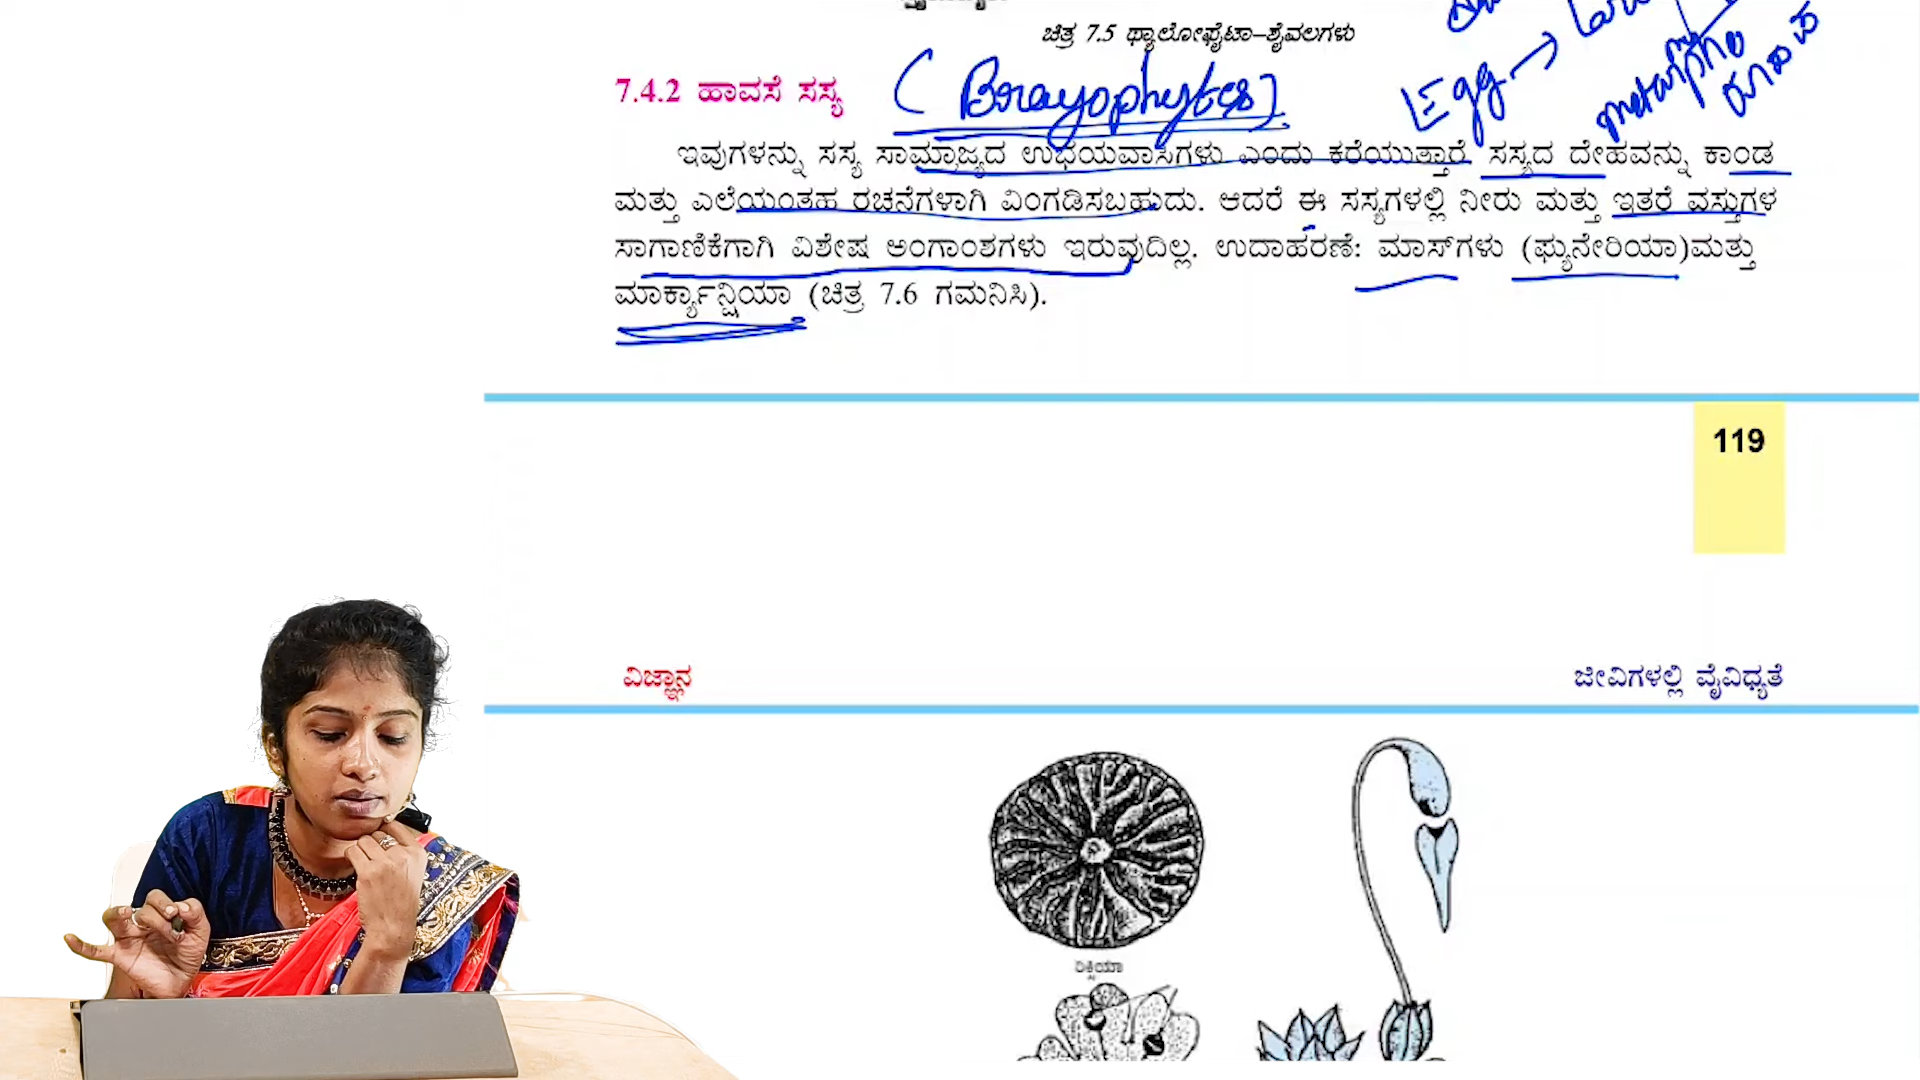 ಚಿತ್ರ 7.5 ಥ್ಯಾಲೋಫೈಟಾ–ಶೈವಲಗಳು
7.4.2 ಹಾವಸೆ ಸಸ್ಯ (Brayophytes)
Egg →
metarpho
ರೂಪ ಪ
ಇವುಗಳನ್ನು ಸಸ್ಯ ಸಾಮ್ರಾಜ್ಯದ ಉಭಯವಾಸಿಗಳು ಎಂದು ಕರೆಯುತ್ತಾರೆ ಸಸ್ಯದ ದೇಹವನ್ನು ಕಾಂಡ
ಮತ್ತು ಎಲೆಯಂತಹ ರಚನೆಗಳಾಗಿ ವಿಂಗಡಿಸಬಹುದು. ಆದರೆ ಈ ಸಸ್ಯಗಳಲ್ಲಿ ನೀರು ಮತ್ತು ಇತರೆ ವಸ್ತುಗಳ
ಸಾಗಾಣಿಕೆಗಾಗಿ ವಿಶೇಷ ಅಂಗಾಂಶಗಳು ಇರುವುದಿಲ್ಲ. ಉದಾಹರಣೆ: ಮಾಸ್‌ಗಳು (ಫ್ಯುನೇರಿಯಾ)ಮತ್ತು
ಮಾರ್ಕ್ಯಾನ್ಷಿಯಾ (ಚಿತ್ರ 7.6 ಗಮನಿಸಿ).
119
ವಿಜ್ಞಾನ
ಜೀವಿಗಳಲ್ಲಿ ವೈವಿಧ್ಯತೆ
ರಿಕ್ಸಿಯಾ